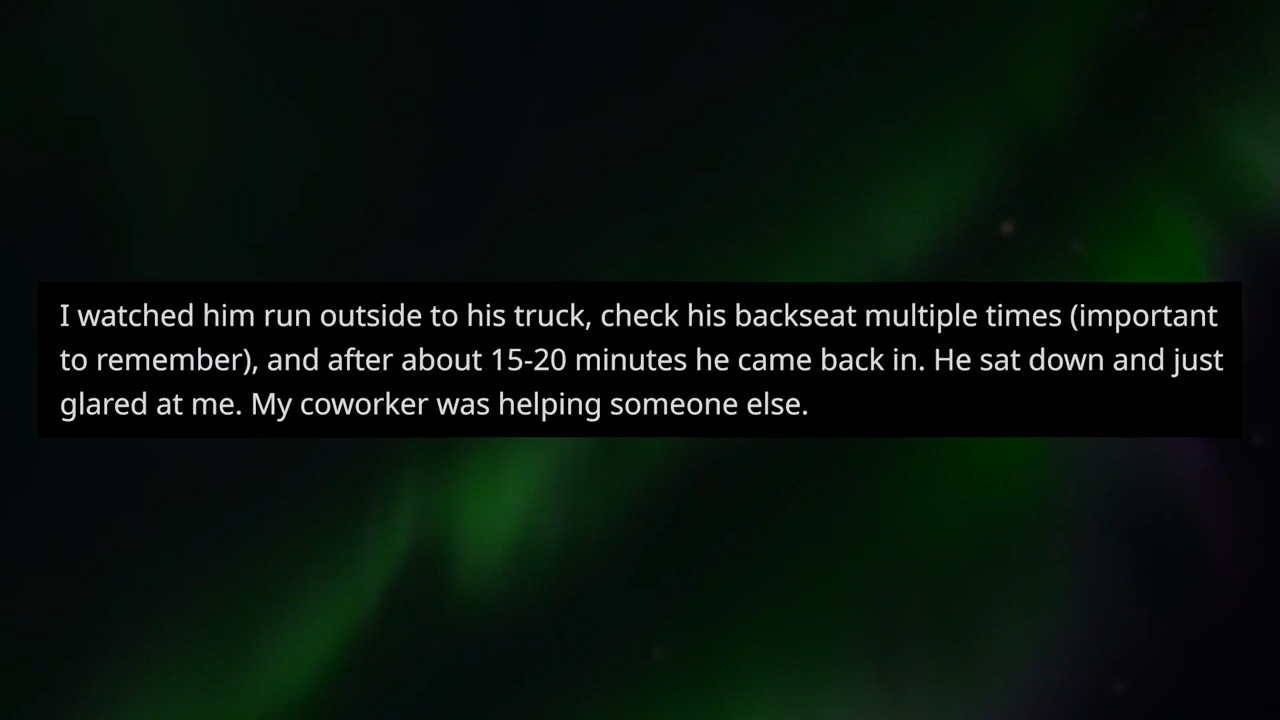 I watched him run outside to his truck, check his backseat multiple times (important
to remember), and after about 15-20 minutes he came back in. He sat down and just
glared at me. My coworker was helping someone else.